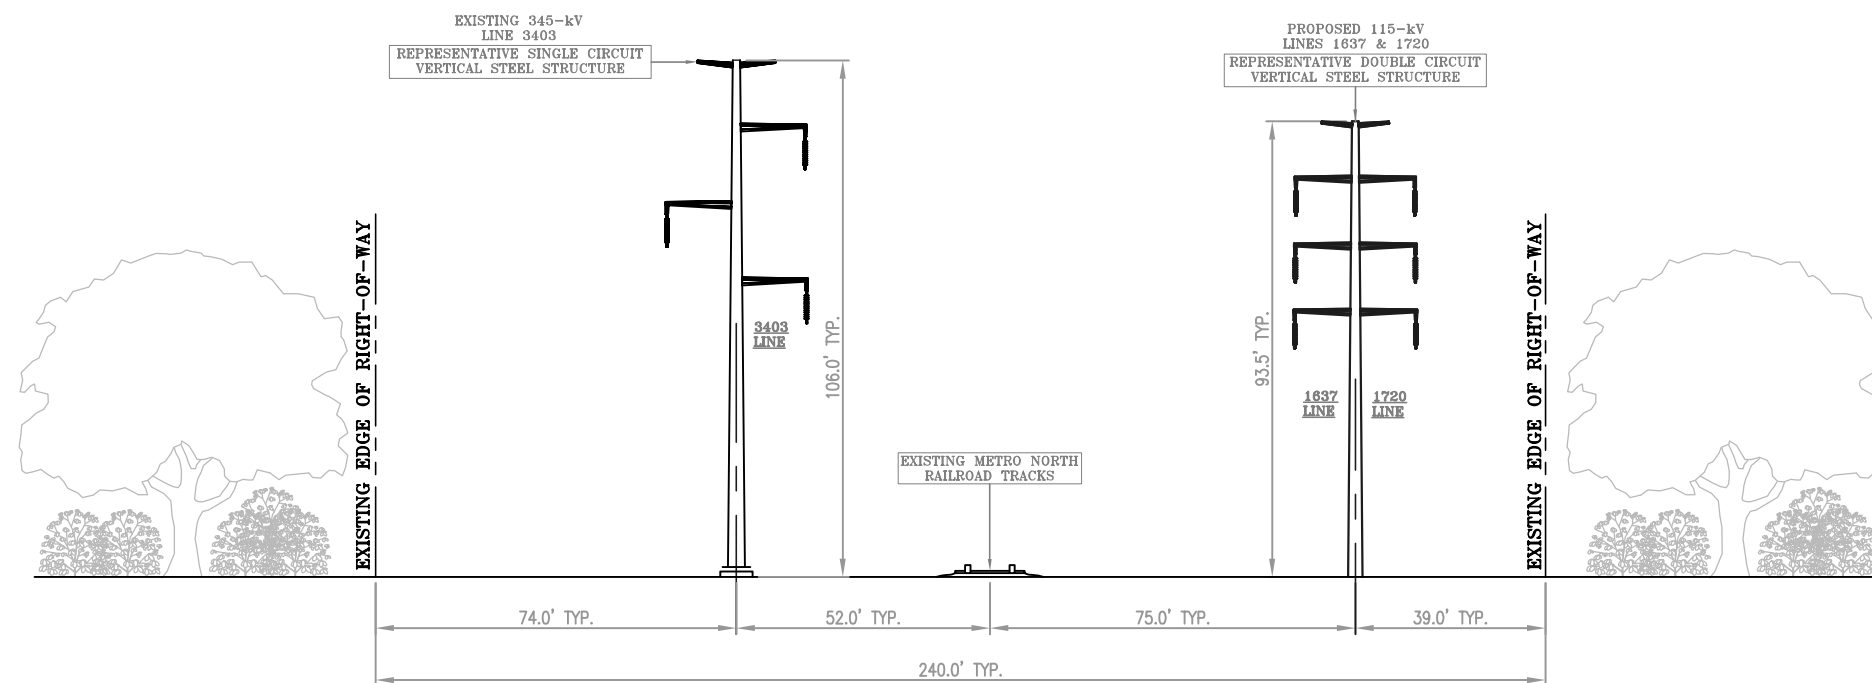 EXISTING 345-kV
LINE 3403
REPRESENTATIVE SINGLE CIRCUIT
VERTICAL STEEL STRUCTURE
PROPOSED 115-kV
LINES 1637 & 1720
REPRESENTATIVE DOUBLE CIRCUIT
VERTICAL STEEL STRUCTURE
EXISTING EDGE OF RIGHT-OF-WAY
3403
LINE
106.0' TYP.
93.5' TYP.
1637
LINE
1720
LINE
EXISTING EDGE OF RIGHT-OF-WAY
EXISTING METRO NORTH
RAILROAD TRACKS
74.0' TYP.
52.0' TYP.
75.0' TYP.
39.0' TYP.
240.0' TYP.